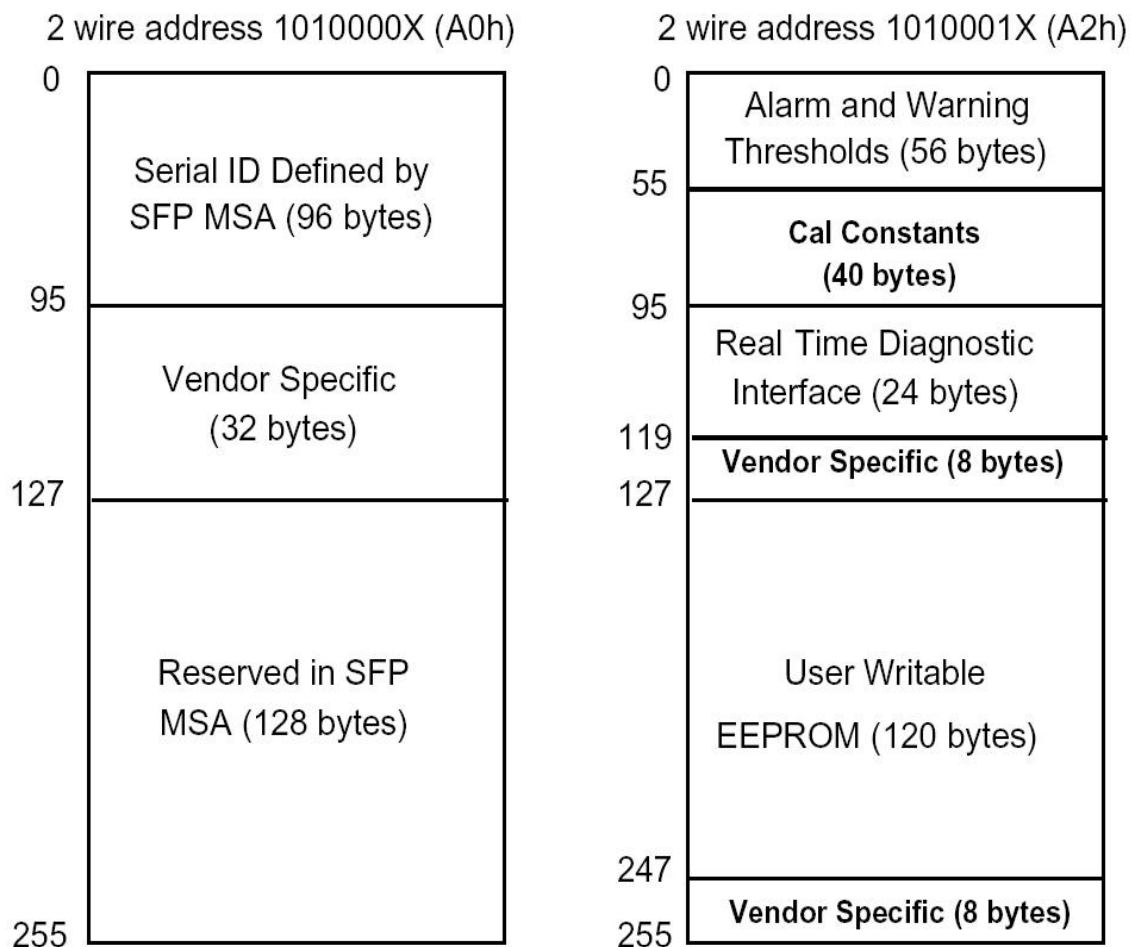 2 wire address 1010000X (A0h)
0
Serial ID Defined by
SFP MSA (96 bytes)
95
Vendor Specific
(32 bytes)
127
Reserved in SFP
MSA (128 bytes)
255
2 wire address 1010001X (A2h)
0
Alarm and Warning
Thresholds (56 bytes)
55
Cal Constants
(40 bytes)
95
Real Time Diagnostic
Interface (24 bytes)
119
Vendor Specific (8 bytes)
127
User Writable
EEPROM (120 bytes)
247
Vendor Specific (8 bytes)
255